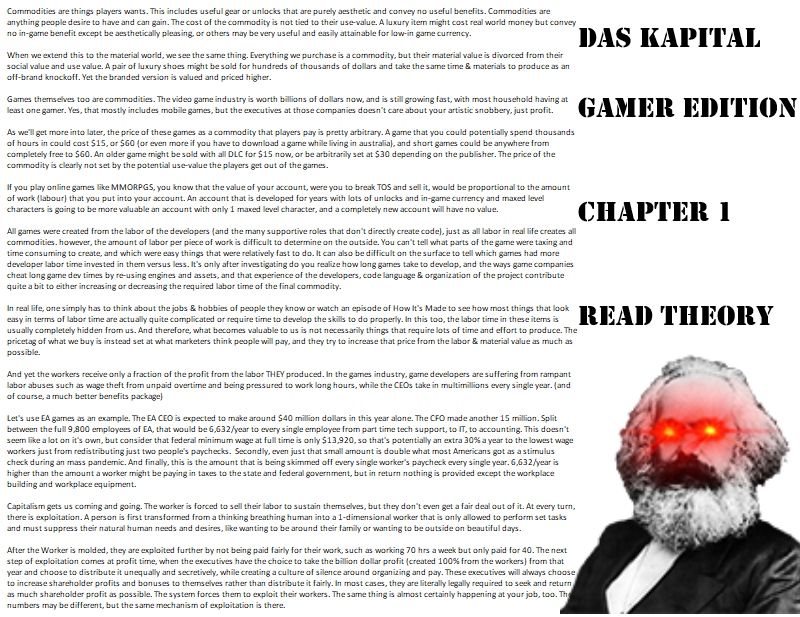 Commodities are things players wants. This includes useful gear or unlocks that are purely aesthetic and convey no useful benefits. Commodities are
anything people desire to have and can gain. The cost of the commodity is not tied to their use-value. A luxury item might cost real world money but convey
no in-game benefit except be aesthetically pleasing, or others may be very useful and easily attainable for low-in game currency.
DAS KAPITAL
When we extend this to the material world, we see the same thing. Everything we purchase is a commodity, but their material value is divorced from their
social value and use value. A pair of luxury shoes might be sold for hundreds of thousands of dollars and take the same time & materials to produce as an
off-brand knockoff. Yet the branded version is valued and priced higher.
Games themselves too are commodities. The video game industry is worth billions of dollars now, and is still growing fast, with most household having at
least one gamer. Yes, that mostly includes mobile games, but the executives at those companies doesn't care about your artistic snobbery, just profit.
GAMER EDITION
As we'll get more into later, the price of these games as a commodity that players pay is pretty arbitrary. A game that you could potentially spend thousands
of hours in could cost $15, or $60 (or even more if you have to download a game while living in australia), and short games could be anywhere from
completely free to $60. An older game might be sold with all DLC for $15 now, or be arbitrarily set at $30 depending on the publisher. The price of the
commodity is clearly not set by the potential use-value the players get out of the games.
If you play online games like MMORPGS, you know that the value of your account, were you to break TOS and sell it, would be proportional to the amount
of work (labour) that you put into your account. An account that is developed for years with lots of unlocks and in-game currency and maxed level
characters is going to be more valuable an account with only 1 maxed level character, and a completely new account will have no value.
CHAPTER 1
All games were created from the labor of the developers (and the many supportive roles that don't directly create code), just as all labor in real life creates all
commodities. however, the amount of labor per piece of work is difficult to determine on the outside. You can't tell what parts of the game were taxing and
time consuming to create, and which were easy things that were relatively fast to do. It can also be difficult on the surface to tell which games had more
developer labor time invested in them versus less. It's only after investigating do you realize how long games take to develop, and the ways game companies
cheat long game dev times by re-using engines and assets, and that experience of the developers, code language & organization of the project contribute
quite a bit to either increasing or decreasing the required labor time of the final commodity.
In real life, one simply has to think about the jobs & hobbies of people they know or watch an episode of How It's Made to see how most things that look
easy in terms of labor time are actually quite complicated or require time to develop the skills to do properly. In this too, the labor time in these items is
usually completely hidden from us. And therefore, what becomes valuable to us is not necessarily things that require lots of time and effort to produce. The
pricetag of what we buy is instead set at what marketers think people will pay, and they try to increase that price from the labor & material value as much as
possible.
READ THEORY
And yet the workers receive only a fraction of the profit from the labor THEY produced. In the games industry, game developers are suffering from rampant
labor abuses such as wage theft from unpaid overtime and being pressured to work long hours, while the CEOs take in multimillions every single year. (and
of course, a much better benefits package)
Let's use EA games as an example. The EA CEO is expected to make around $40 million dollars in this year alone. The CFO made another 15 million. Split
between the full 9,800 employees of EA, that would be 6,632/year to every single employee from part time tech support, to IT, to accounting. This doesn't
seem like a lot on it's own, but consider that federal minimum wage at full time is only $13,920, so that's potentially an extra 30% a year to the lowest wage
workers just from redistributing just two people's paychecks. Secondly, even just that small amount is double what most Americans got as a stimulus
check during an mass pandemic. And finally, this is the amount that is being skimmed off every single worker's paycheck every single year. 6,632/year is
higher than the amount a worker might be paying in taxes to the state and federal government, but in return nothing is provided except the workplace
building and workplace equipment.
Capitalism gets us coming and going. The worker is forced to sell their labor to sustain themselves, but they don't even get a fair deal out of it. At every turn,
there is exploitation. A person is first transformed from a thinking breathing human into a 1-dimensional worker that is only allowed to perform set tasks
and must suppress their natural human needs and desires, like wanting to be around their family or wanting to be outside on beautiful days.
After the Worker is molded, they are exploited further by not being paid fairly for their work, such as working 70 hrs a week but only paid for 40. The next
step of exploitation comes at profit time, when the executives have the choice to take the billion dollar profit (created 100% from the workers) from that
year and choose to distribute it unequally and secretively, while creating a culture of silence around organizing and pay. These executives will always choose
to increase shareholder profits and bonuses to themselves rather than distribute it fairly. In most cases, they are literally legally required to seek and return
as much shareholder profit as possible. The system forces them to exploit their workers. The same thing is almost certainly happening at your job, too. The
numbers may be different, but the same mechanism of exploitation is there.